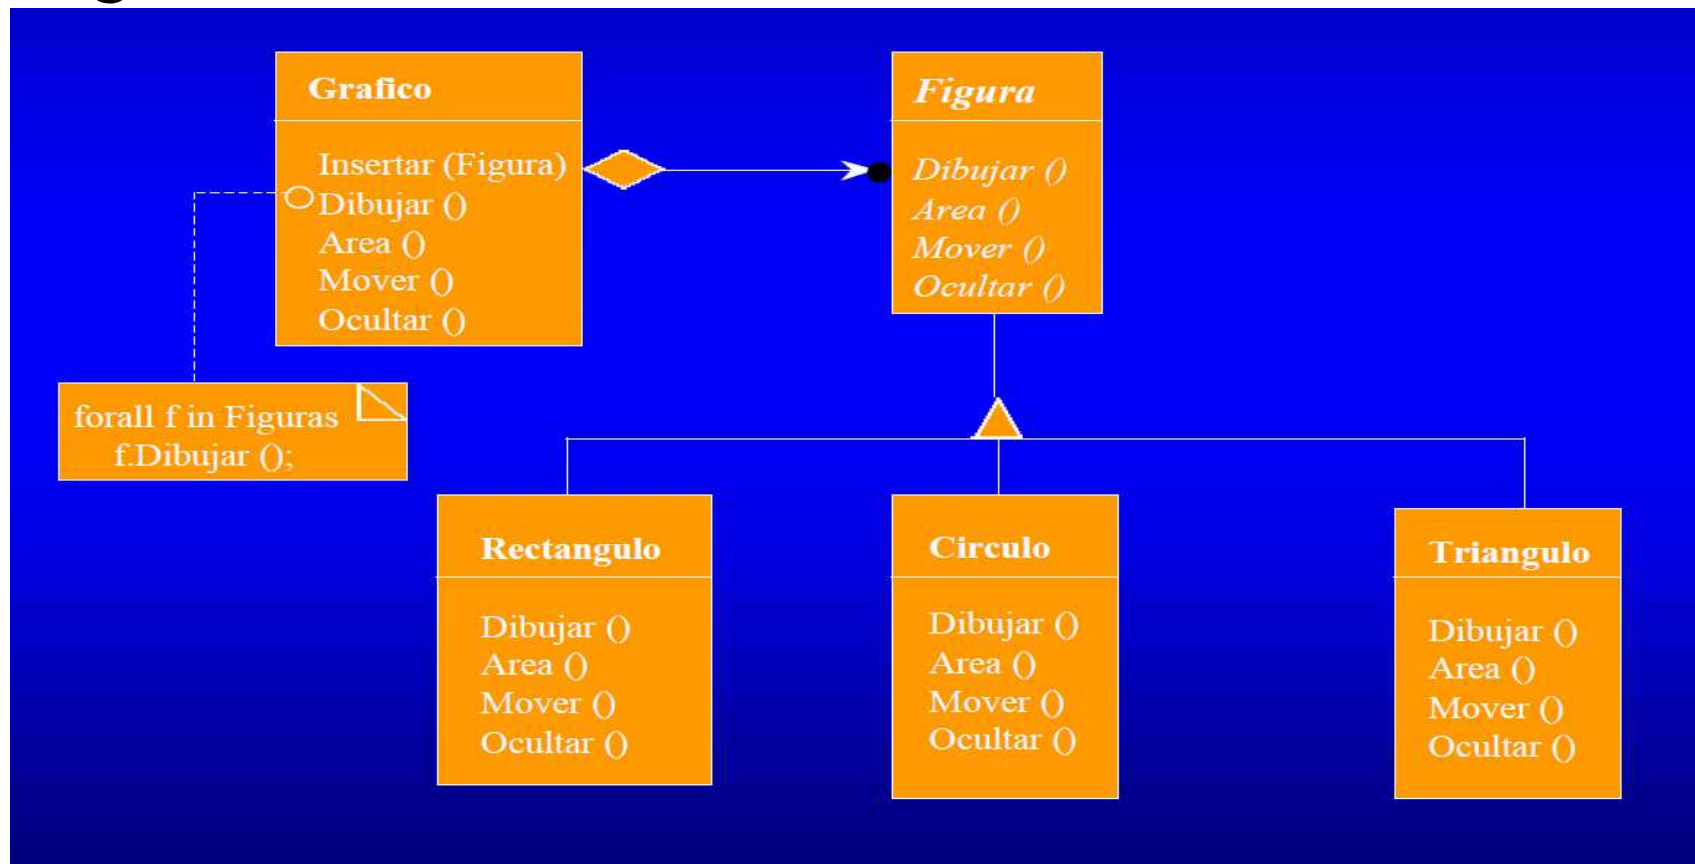 Grafico
Insertar (Figura)
Dibujar ()
Area ()
Mover ()
Ocultar ()
Figura
Dibujar ()
Area ()
Mover ()
Ocultar ()
forall f in Figuras
f.Dibujar ();
Rectangulo
Dibujar ()
Area ()
Mover ()
Ocultar ()
Circulo
Dibujar ()
Area ()
Mover ()
Ocultar ()
Triangulo
Dibujar ()
Area ()
Mover ()
Ocultar ()